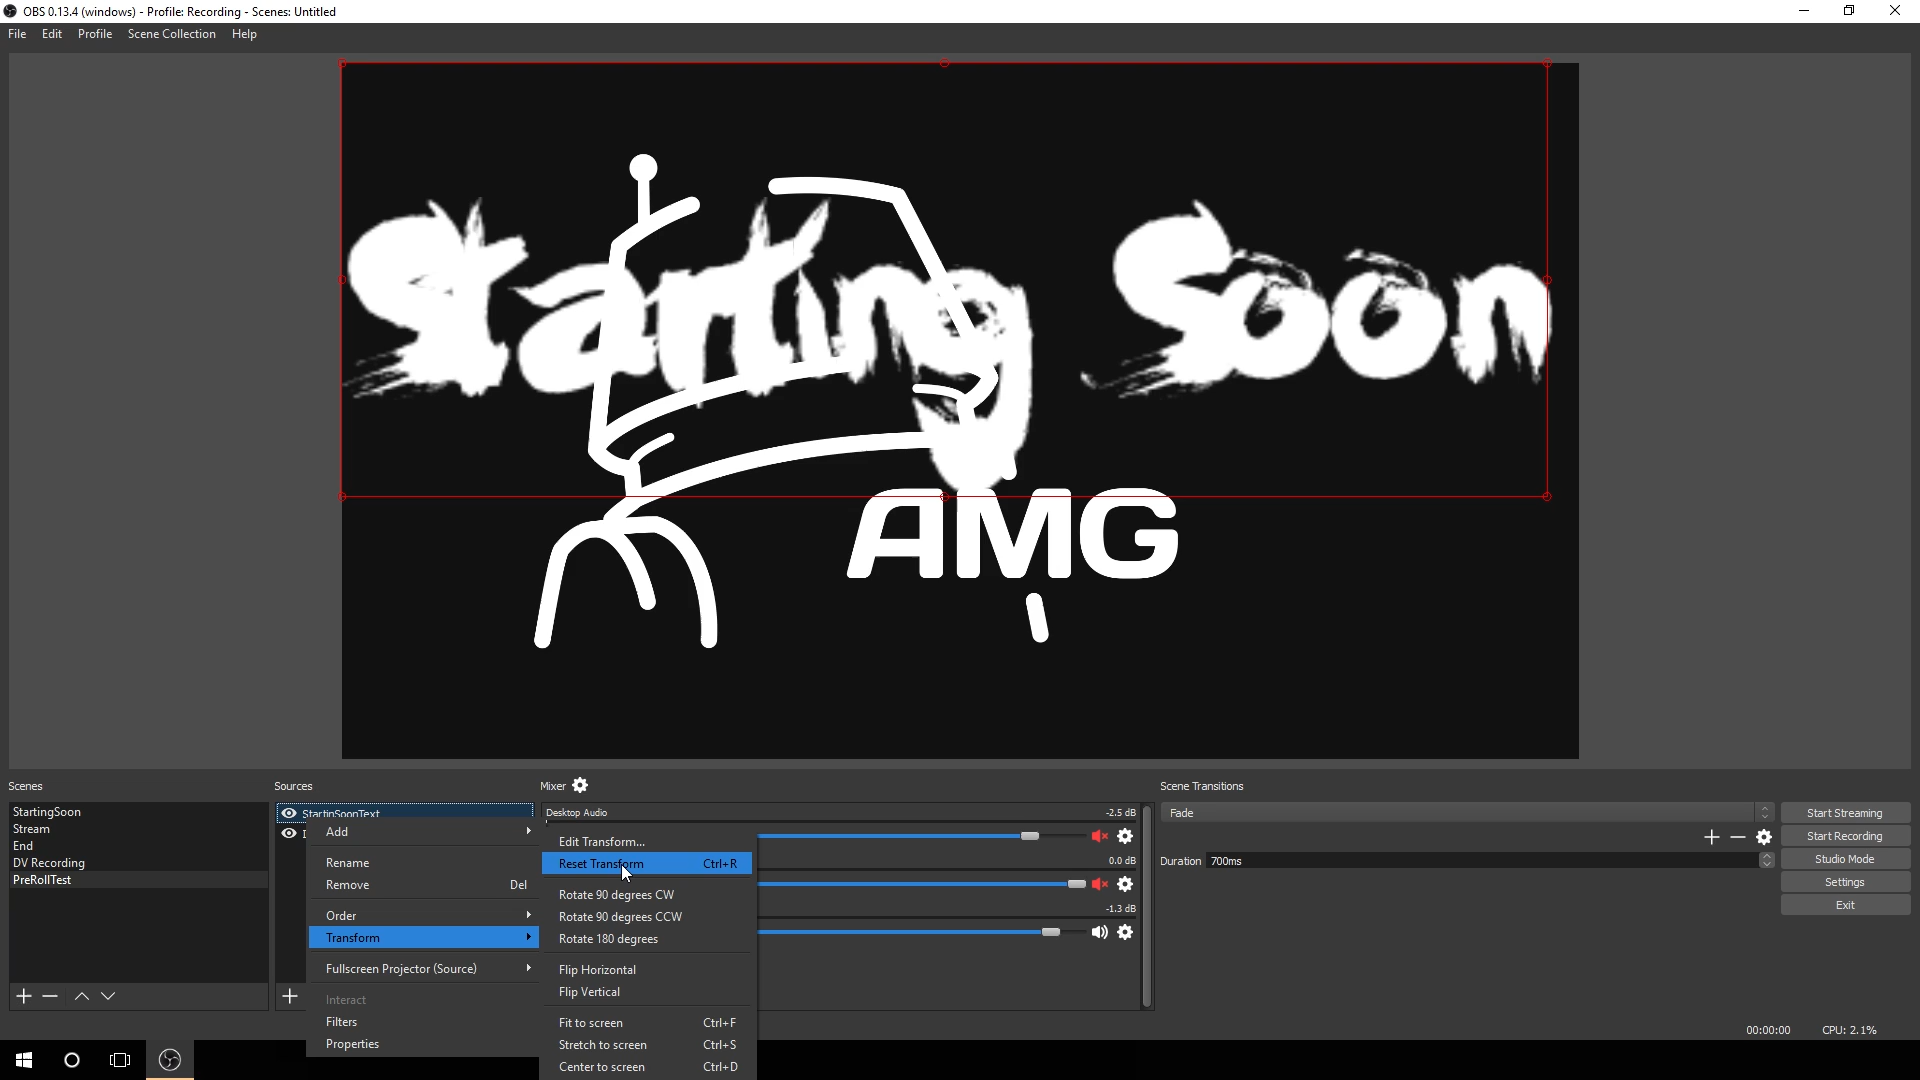 OBS 0.13.4 (windows) - Profile: Recording - Scenes: Untitled
File Edit Profile Scene Collection Help
Starting Soon
AMG
Scenes
StartingSoon
Stream
End
DV Recording
PreRollTest
Sources
StartinSoonText
Add
Rename
Remove Del
Order
Transform
Fullscreen Projector (Source)
Interact
Filters
Properties
Edit Transform...
Reset Transform Ctrl+R
Rotate 90 degrees CW
Rotate 90 degrees CCW
Rotate 180 degrees
Flip Horizontal
Flip Vertical
Fit to screen Ctrl+F
Stretch to screen Ctrl+S
Center to screen Ctrl+D
Mixer
Desktop Audio -2.5 dB
0.0 dB
-1.3 dB
Scene Transitions
Fade
Duration 700ms
Start Streaming
Start Recording
Studio Mode
Settings
Exit
00:00:00 CPU: 2.1%